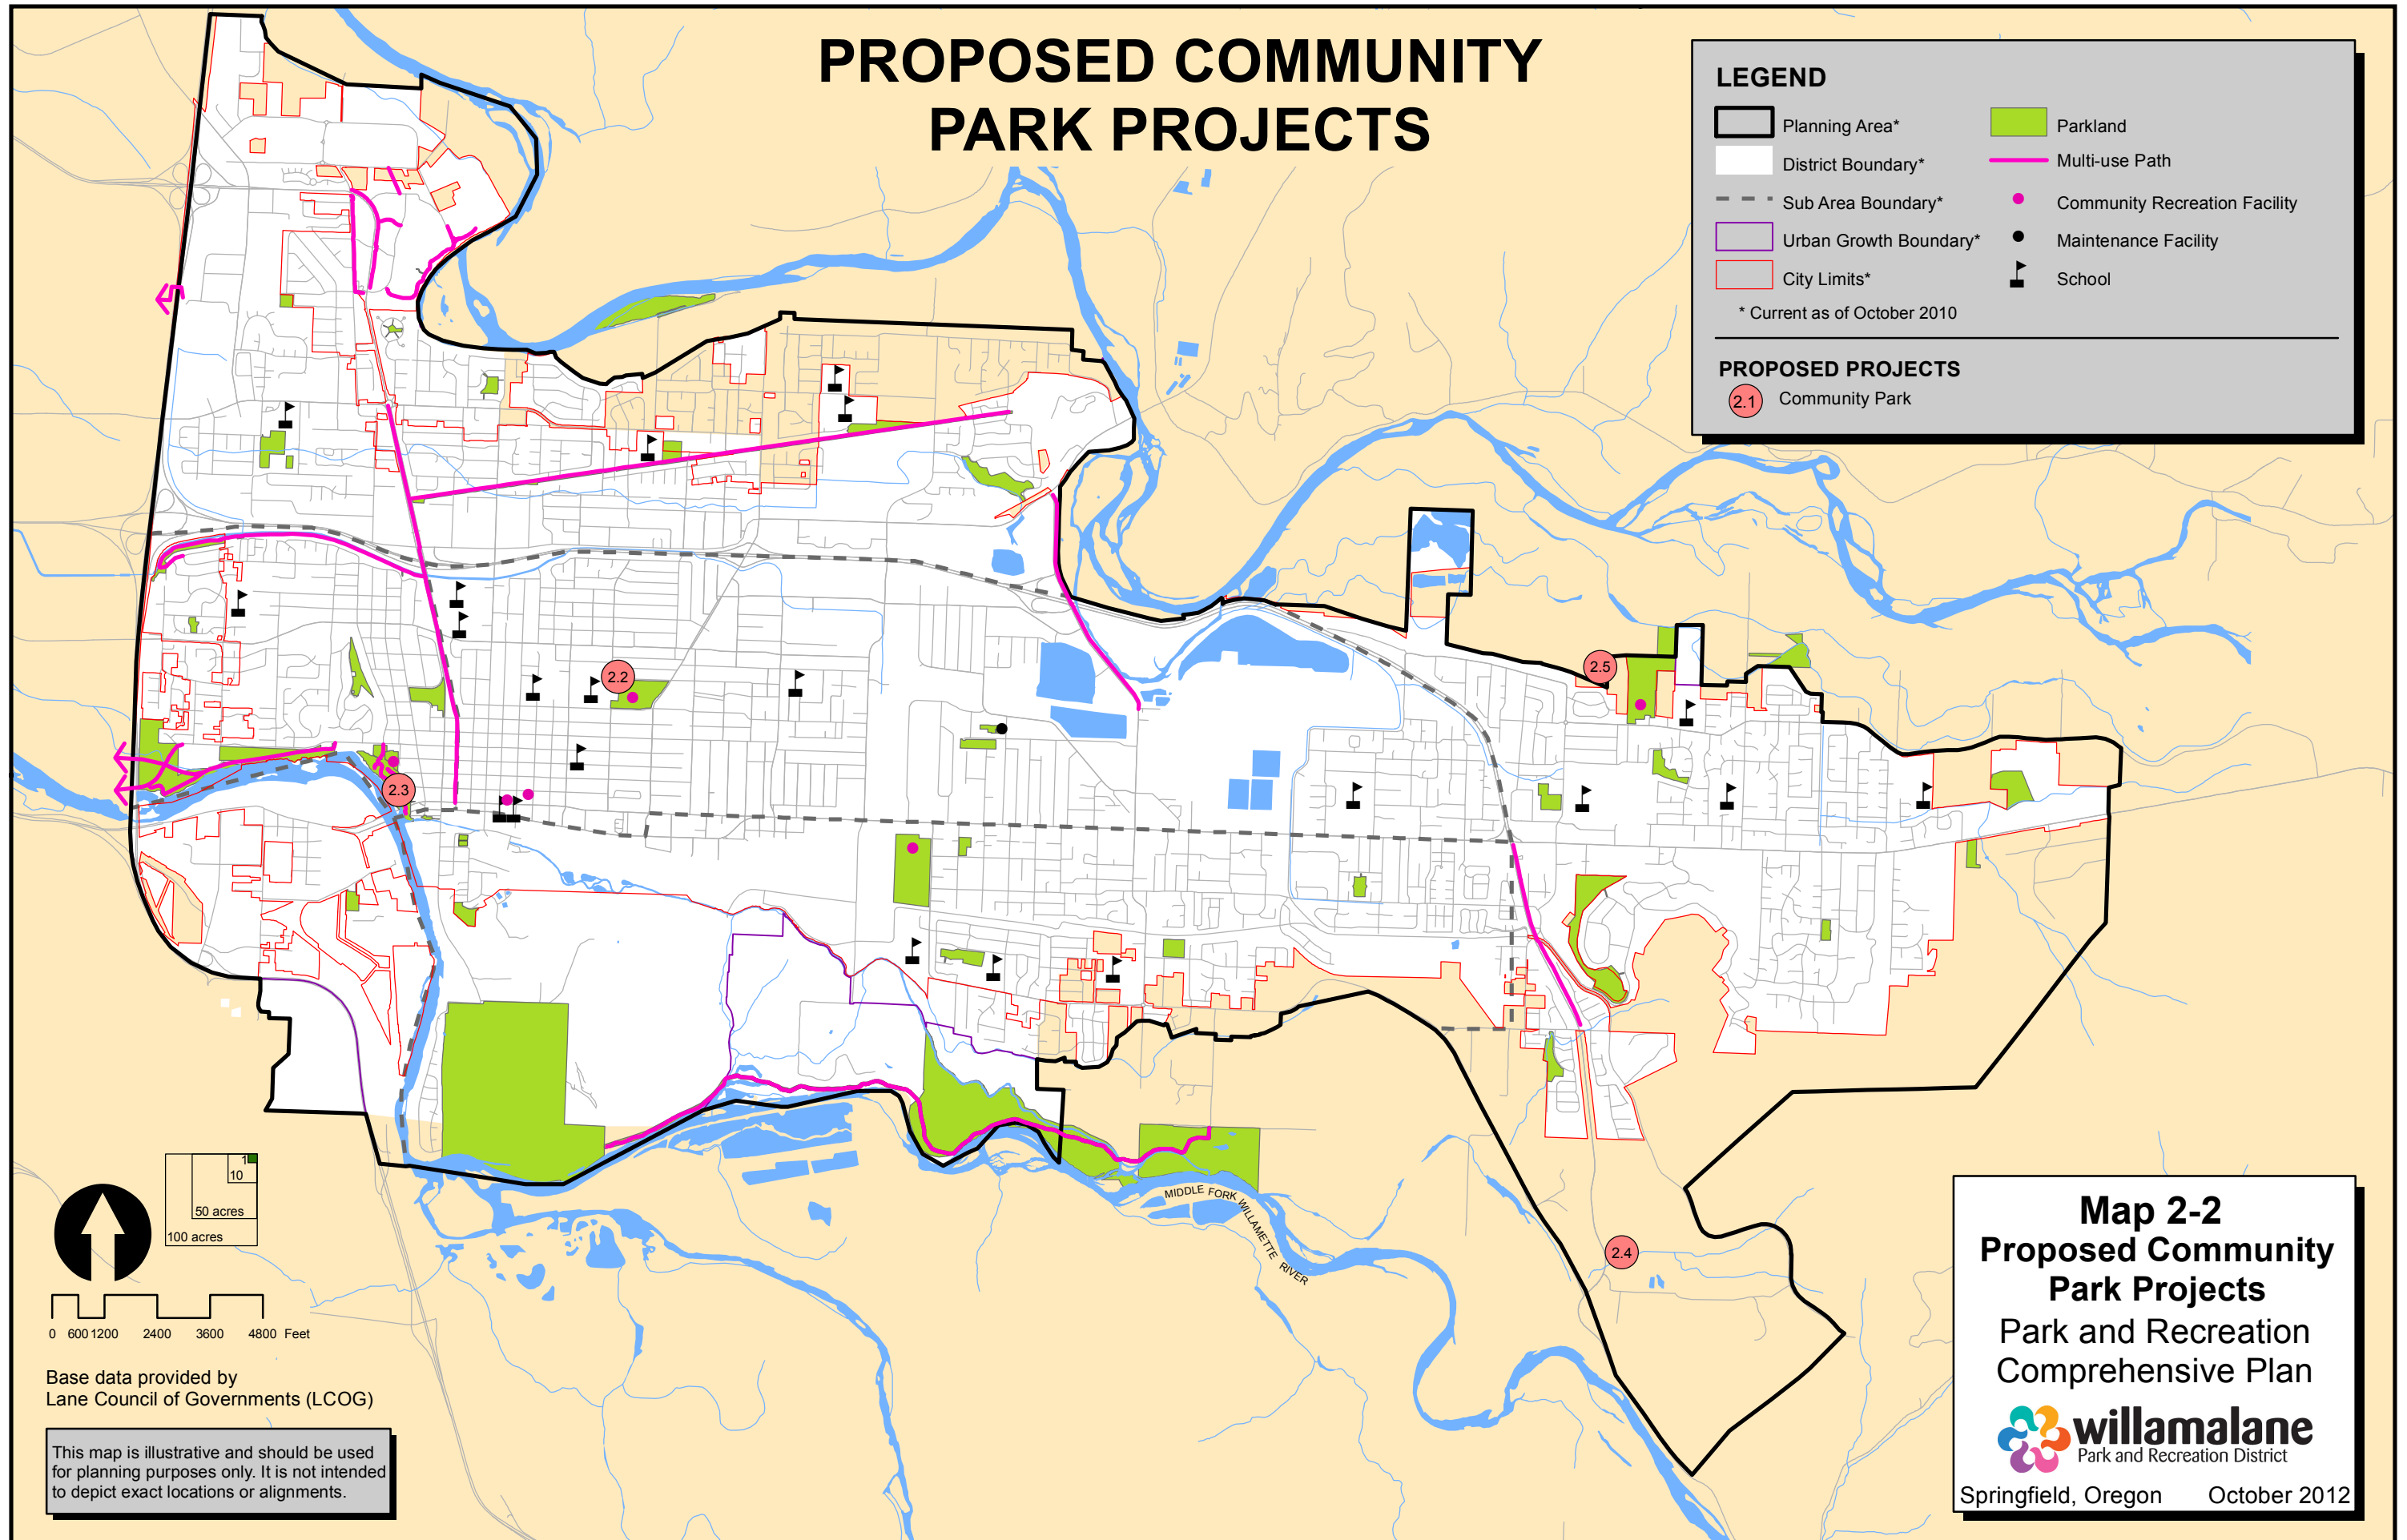 PROPOSED COMMUNITY
PARK PROJECTS
LEGEND
Planning Area*
District Boundary*
Sub Area Boundary*
Urban Growth Boundary*
City Limits*
* Current as of October 2010
Parkland
Multi-use Path
Community Recreation Facility
Maintenance Facility
School
PROPOSED PROJECTS
2.1 Community Park
2.2
2.5
2.3
2.4
MIDDLE FORK WILLAMETTE RIVER
1
10
50 acres
100 acres
0 600 1200 2400 3600 4800 Feet
Base data provided by
Lane Council of Governments (LCOG)
This map is illustrative and should be used
for planning purposes only. It is not intended
to depict exact locations or alignments.
Map 2-2
Proposed Community
Park Projects
Park and Recreation
Comprehensive Plan
willamalane
Park and Recreation District
Springfield, Oregon October 2012